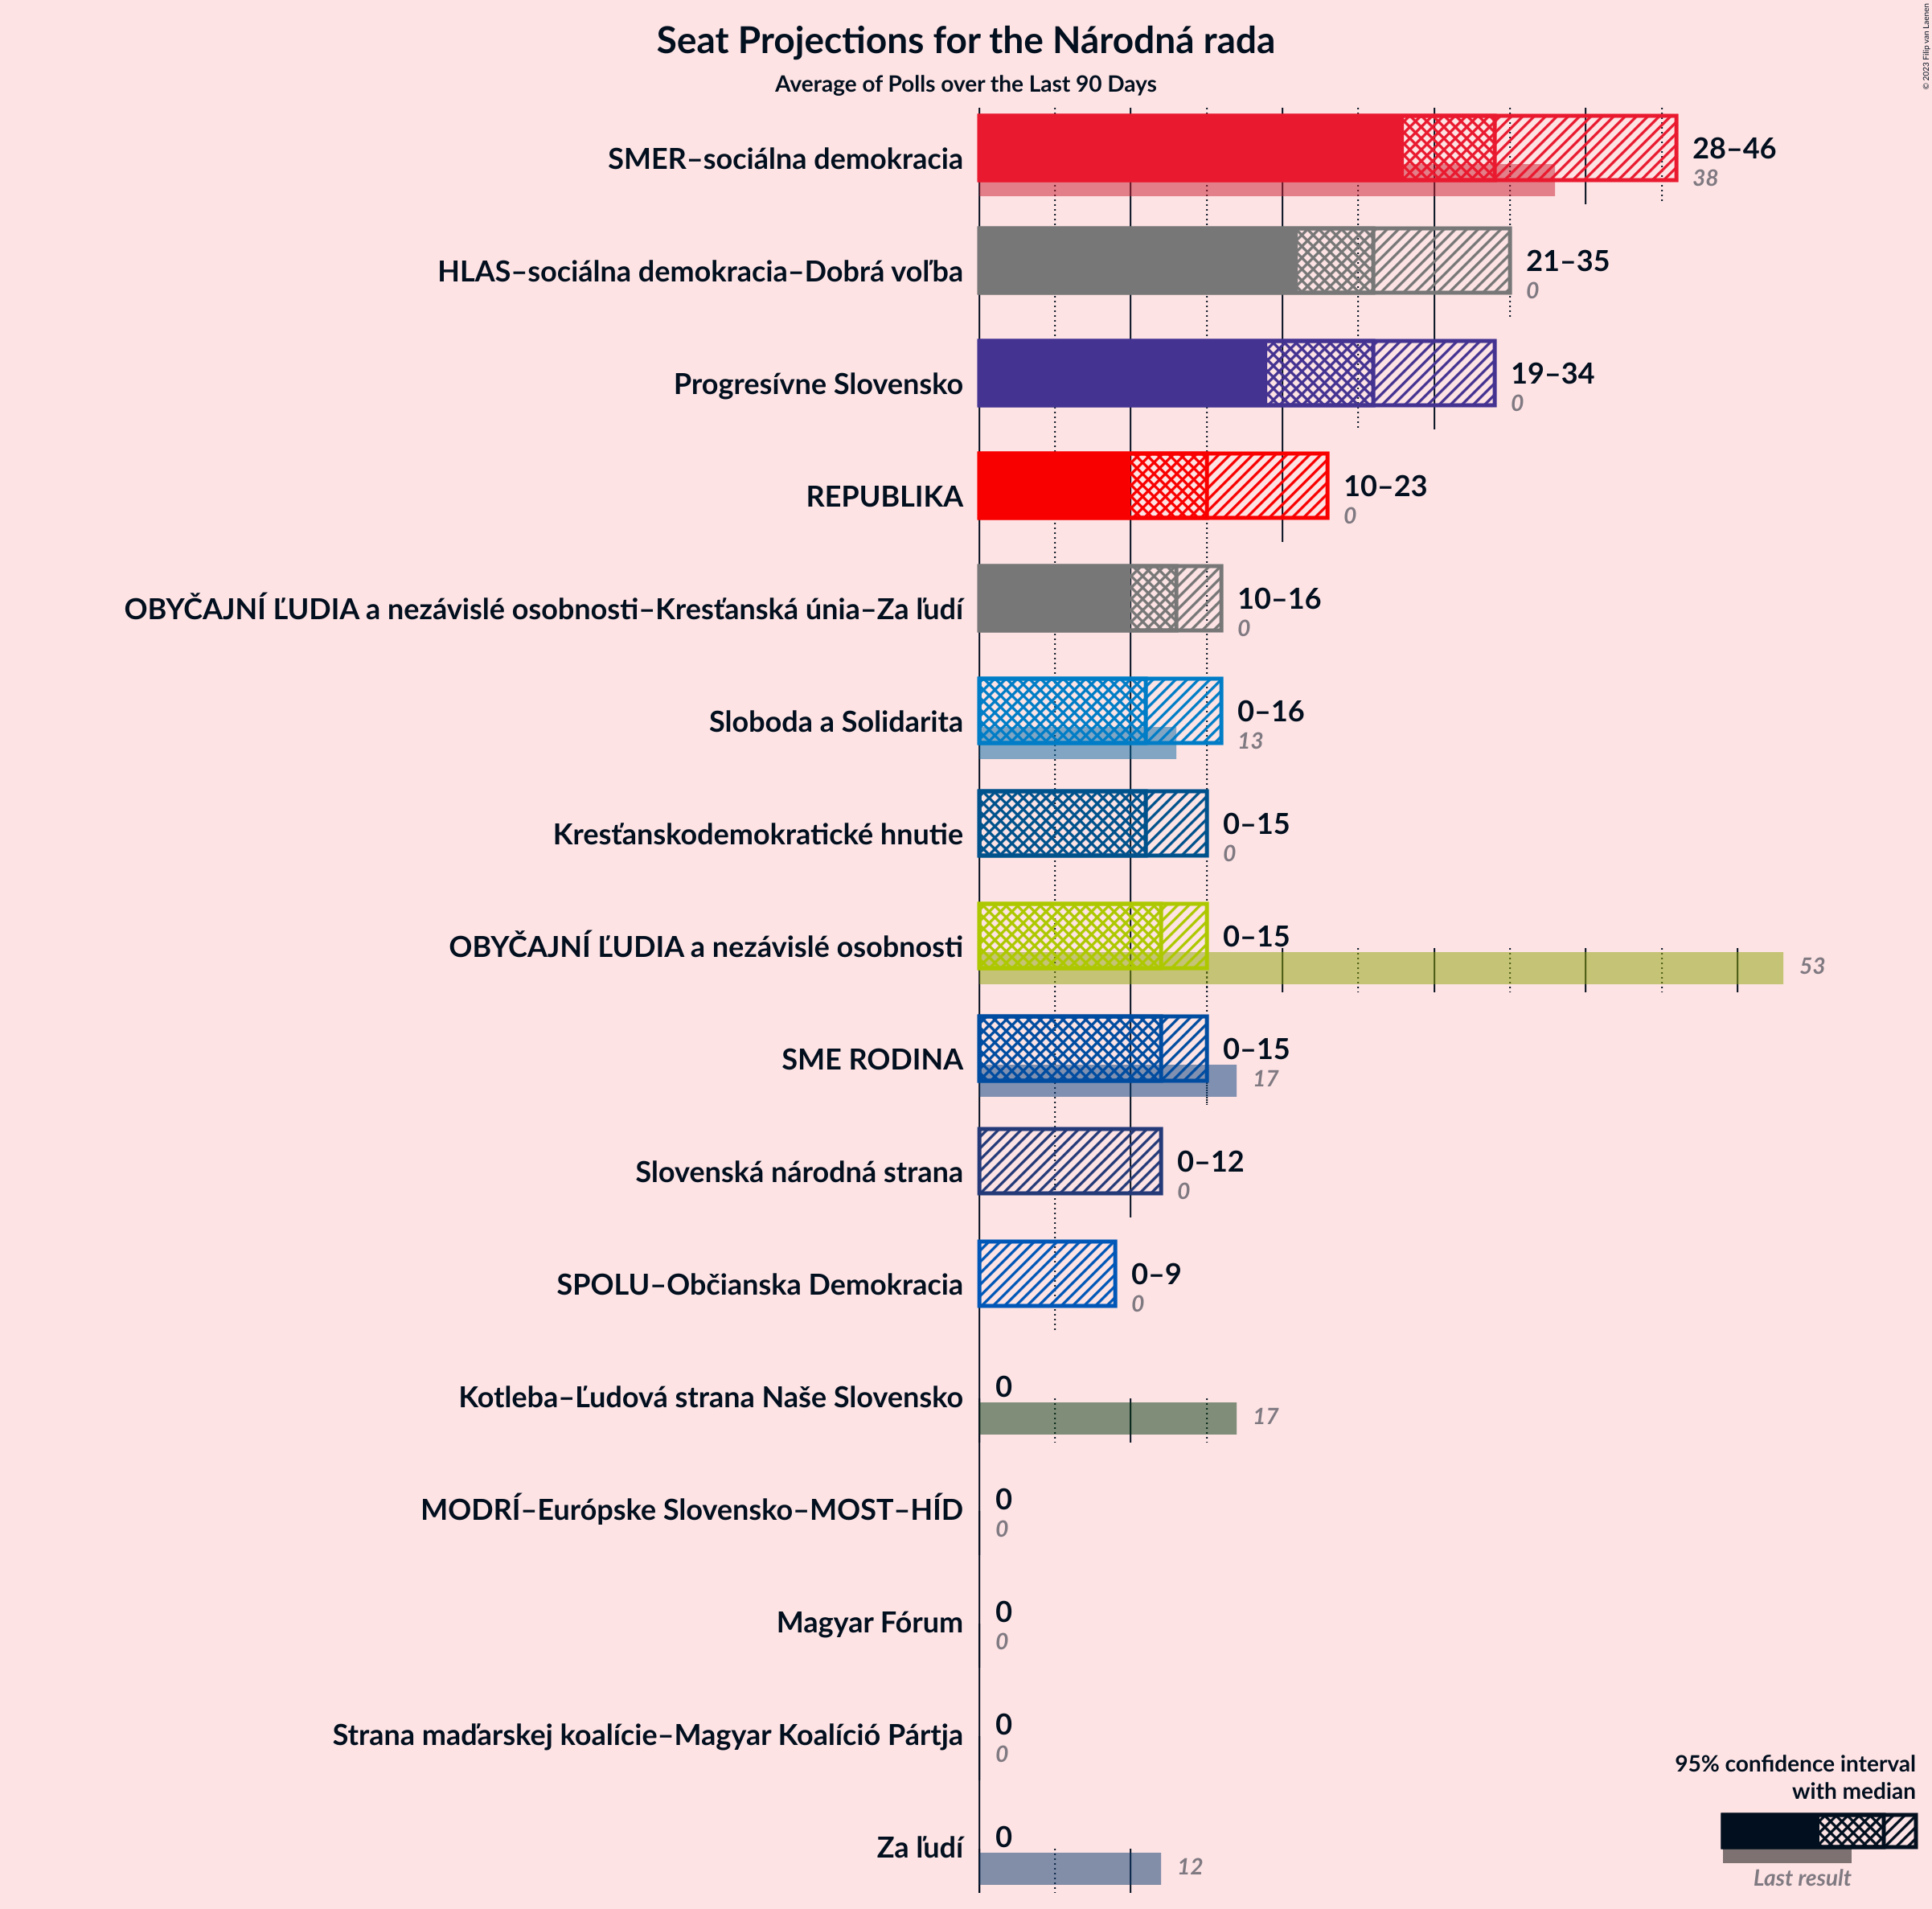 Seat Projections for the Národná rada
Average of Polls over the Last 90 Days
© 2023 Filip van Laenen
SMER–sociálna demokracia
28–46
38
HLAS–sociálna demokracia–Dobrá voľba
21–35
0
Progresívne Slovensko
19–34
0
REPUBLIKA
10–23
0
OBYČAJNÍ ĽUDIA a nezávislé osobnosti–Kresťanská únia–Za ľudí
10–16
0
Sloboda a Solidarita
0–16
13
Kresťanskodemokratické hnutie
0–15
0
OBYČAJNÍ ĽUDIA a nezávislé osobnosti
0–15
53
SME RODINA
0–15
17
Slovenská národná strana
0–12
0
SPOLU–Občianska Demokracia
0–9
0
Kotleba–Ľudová strana Naše Slovensko
0
17
MODRÍ–Európske Slovensko–MOST–HÍD
0
0
Magyar Fórum
0
0
Strana maďarskej koalície–Magyar Koalíció Pártja
0
0
Za ľudí
0
12
95% confidence interval
with median
Last result